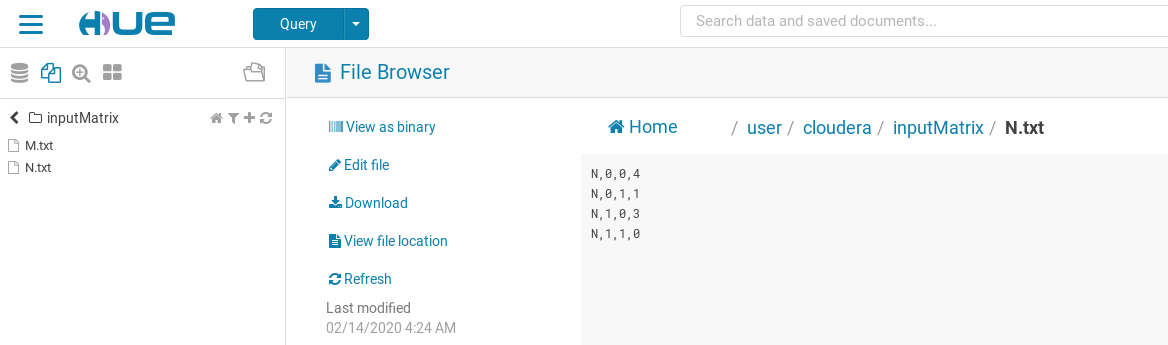 HUE
Query
Search data and saved documents...
File Browser
inputMatrix
M.txt
N.txt
View as binary
Edit file
Download
View file location
Refresh
Last modified
02/14/2020 4:24 AM
Home / user / cloudera / inputMatrix / N.txt
N,0,0,4
N,0,1,1
N,1,0,3
N,1,1,0